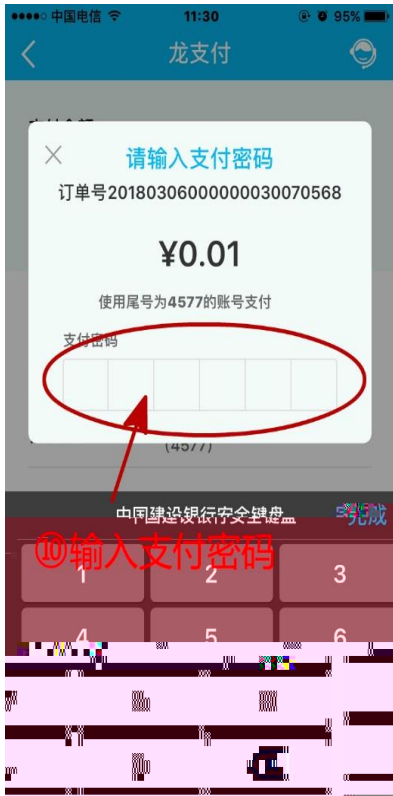 中国电信 11:30 95%
龙支付
请输入支付密码
订单号20180306000000030070568
¥0.01
使用尾号为4577的账号支付
支付密码
(4577)
中国建设银行安全键盘 完成
⑩输入支付密码
1 2 3
4 5 6